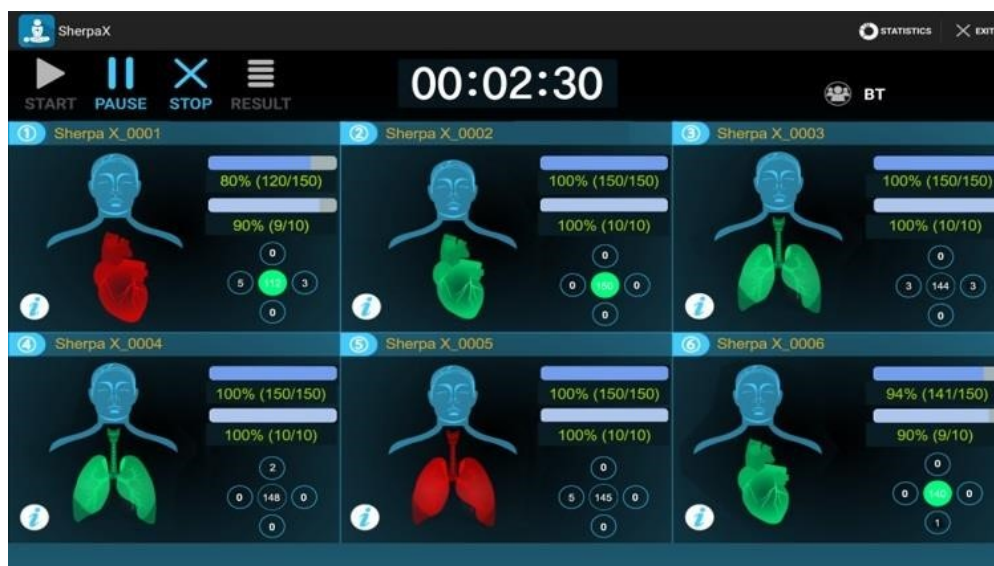 SherpaX
STATISTICS
EXIT
START
PAUSE
STOP
RESULT
00:02:30
BT
1 Sherpa X_0001
80% (120/150)
90% (9/10)
0
5 112 3
0
i
2 Sherpa X_0002
100% (150/150)
100% (10/10)
0
0 150 0
0
i
3 Sherpa X_0003
100% (150/150)
100% (10/10)
0
3 144 3
0
i
4 Sherpa X_0004
100% (150/150)
100% (10/10)
2
0 148 0
0
i
5 Sherpa X_0005
100% (150/150)
100% (10/10)
0
5 145 0
0
i
6 Sherpa X_0006
94% (141/150)
90% (9/10)
0
0 140 0
1
i